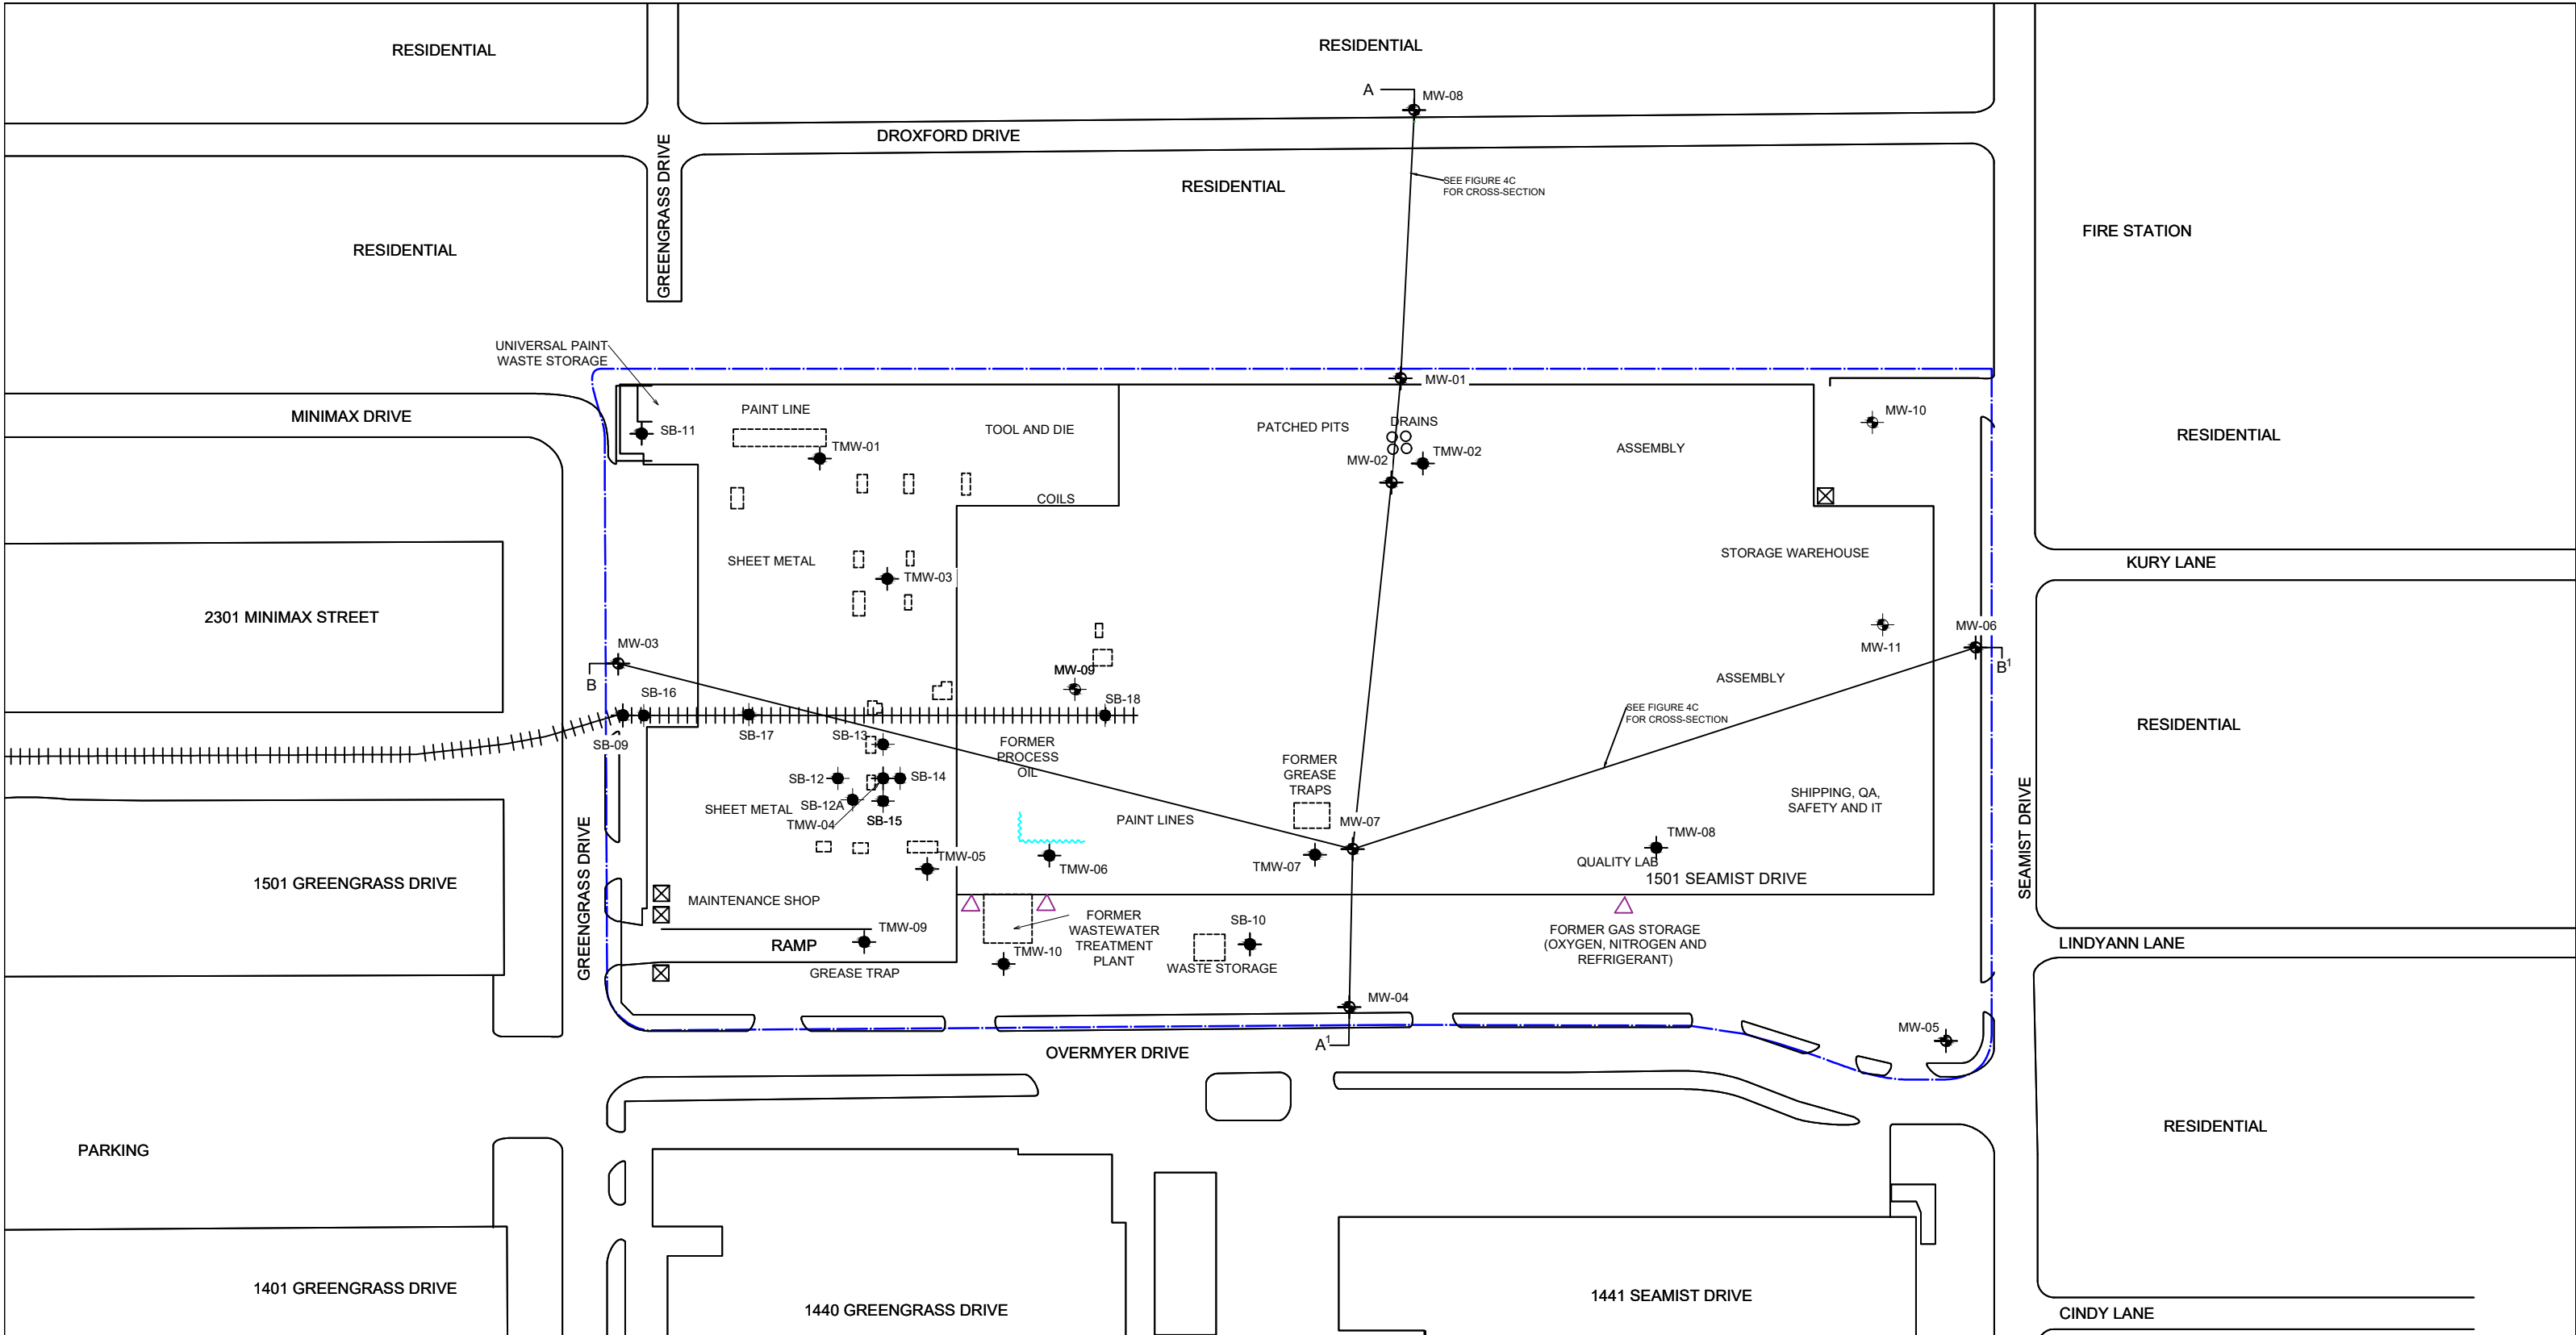 RESIDENTIAL
RESIDENTIAL
A
MW-08
DROXFORD DRIVE
GREENGRASS DRIVE
RESIDENTIAL
SEE FIGURE 4C
FOR CROSS-SECTION
FIRE STATION
RESIDENTIAL
UNIVERSAL PAINT
WASTE STORAGE
MW-01
MINIMAX DRIVE
PAINT LINE
SB-11
TMW-01
TOOL AND DIE
COILS
PATCHED PITS
DRAINS
MW-02
TMW-02
ASSEMBLY
MW-10
RESIDENTIAL
SHEET METAL
TMW-03
STORAGE WAREHOUSE
KURY LANE
2301 MINIMAX STREET
MW-03
B
MW-11
MW-06
B1
SB-16
MW-09
SB-18
ASSEMBLY
SEE FIGURE 4C
FOR CROSS-SECTION
RESIDENTIAL
SB-09
SB-17
SB-13
FORMER
PROCESS
OIL
SB-12
SB-14
FORMER
GREASE
TRAPS
SHEET METAL
SB-12A
TMW-04
SB-15
PAINT LINES
MW-07
SHIPPING, QA,
SAFETY AND IT
SEAMIST DRIVE
GREENGRASS DRIVE
TMW-05
TMW-06
TMW-07
TMW-08
QUALITY LAB
1501 SEAMIST DRIVE
1501 GREENGRASS DRIVE
MAINTENANCE SHOP
TMW-09
RAMP
GREASE TRAP
FORMER
WASTEWATER
TREATMENT
PLANT
TMW-10
SB-10
WASTE STORAGE
FORMER GAS STORAGE
(OXYGEN, NITROGEN AND
REFRIGERANT)
LINDYANN LANE
MW-04
A1
OVERMYER DRIVE
MW-05
PARKING
RESIDENTIAL
1401 GREENGRASS DRIVE
1440 GREENGRASS DRIVE
1441 SEAMIST DRIVE
CINDY LANE